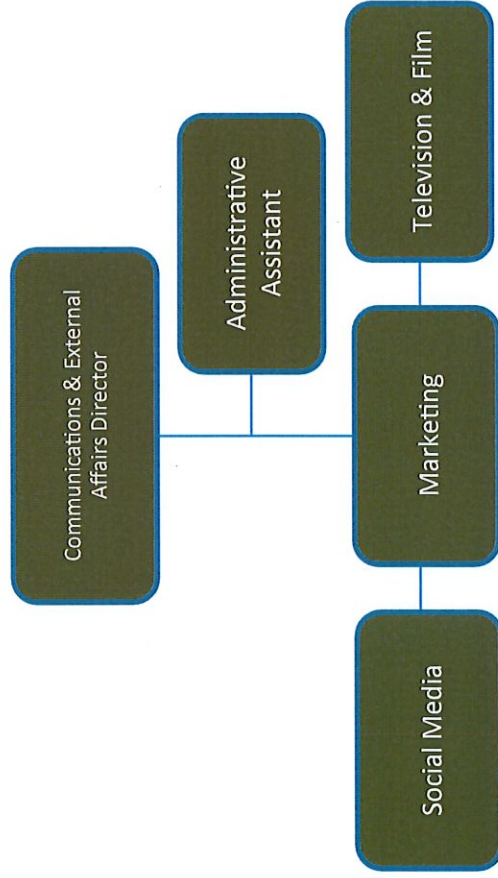 Communications & External
Affairs Director
Administrative
Assistant
Social Media
Marketing
Television & Film